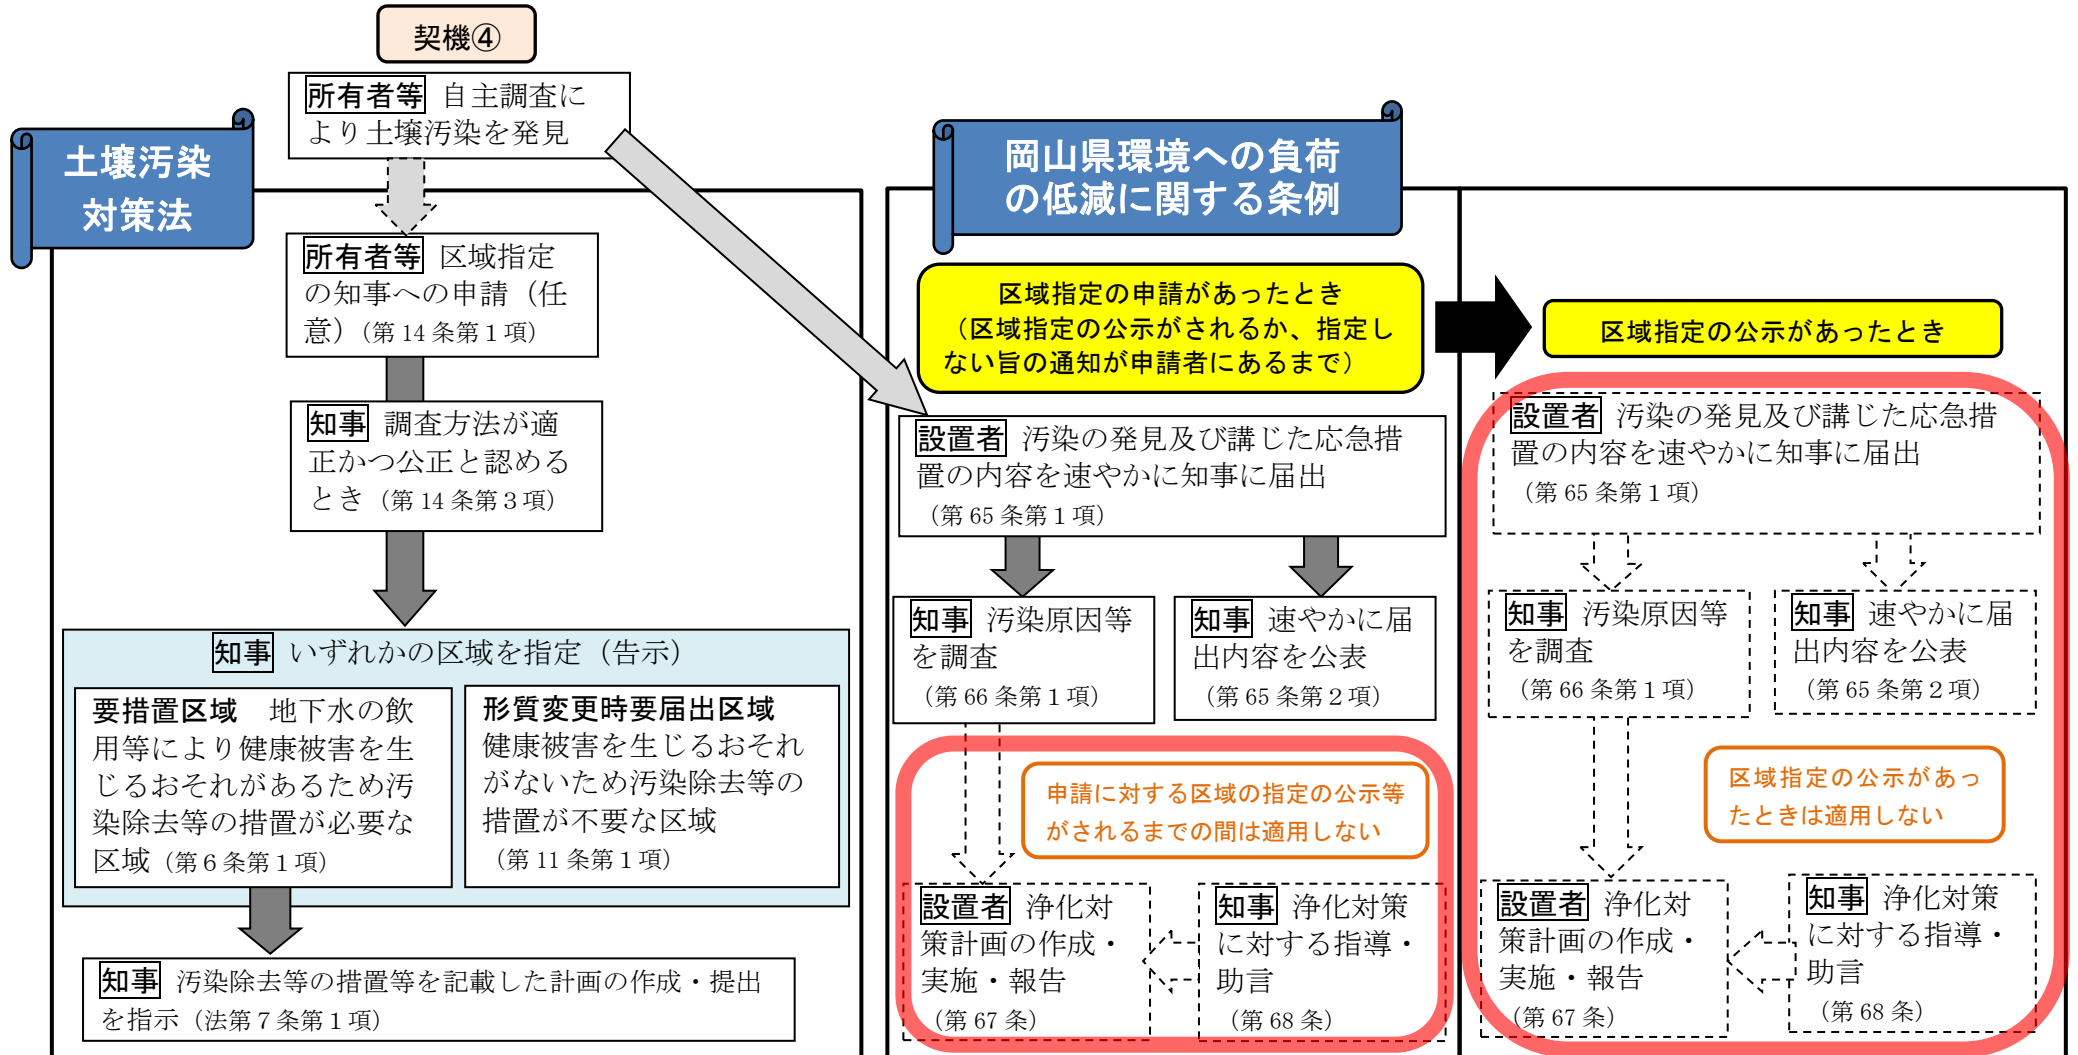 契機④
所有者等 自主調査に
より土壌汚染を発見
土壌汚染
対策法
所有者等 区域指定
の知事への申請（任
意）（第 14 条第１項）
知事 調査方法が適
正かつ公正と認める
とき（第 14 条第３項）
知事 いずれかの区域を指定（告示）
要措置区域　地下水の飲
用等により健康被害を生
じるおそれがあるため汚
染除去等の措置が必要な
区域（第６条第１項）
形質変更時要届出区域
健康被害を生じるおそれ
がないため汚染除去等の
措置が不要な区域
（第 11 条第１項）
知事 汚染除去等の措置等を記載した計画の作成・提出
を指示（法第７条第１項）
岡山県環境への負荷
の低減に関する条例
区域指定の申請があったとき
（区域指定の公示がされるか、指定し
ない旨の通知が申請者にあるまで）
設置者 汚染の発見及び講じた応急措
置の内容を速やかに知事に届出
（第 65 条第１項）
知事 汚染原因等
を調査
（第 66 条第１項）
知事 速やかに届
出内容を公表
（第 65 条第２項）
申請に対する区域の指定の公示等
がされるまでの間は適用しない
設置者 浄化対
策計画の作成・
実施・報告
（第 67 条）
知事 浄化対策
に対する指導・
助言
（第 68 条）
区域指定の公示があったとき
設置者 汚染の発見及び講じた応急措
置の内容を速やかに知事に届出
（第 65 条第１項）
知事 汚染原因等
を調査
（第 66 条第１項）
知事 速やかに届
出内容を公表
（第 65 条第２項）
区域指定の公示があっ
たときは適用しない
設置者 浄化対
策計画の作成・
実施・報告
（第 67 条）
知事 浄化対策
に対する指導・
助言
（第 68 条）